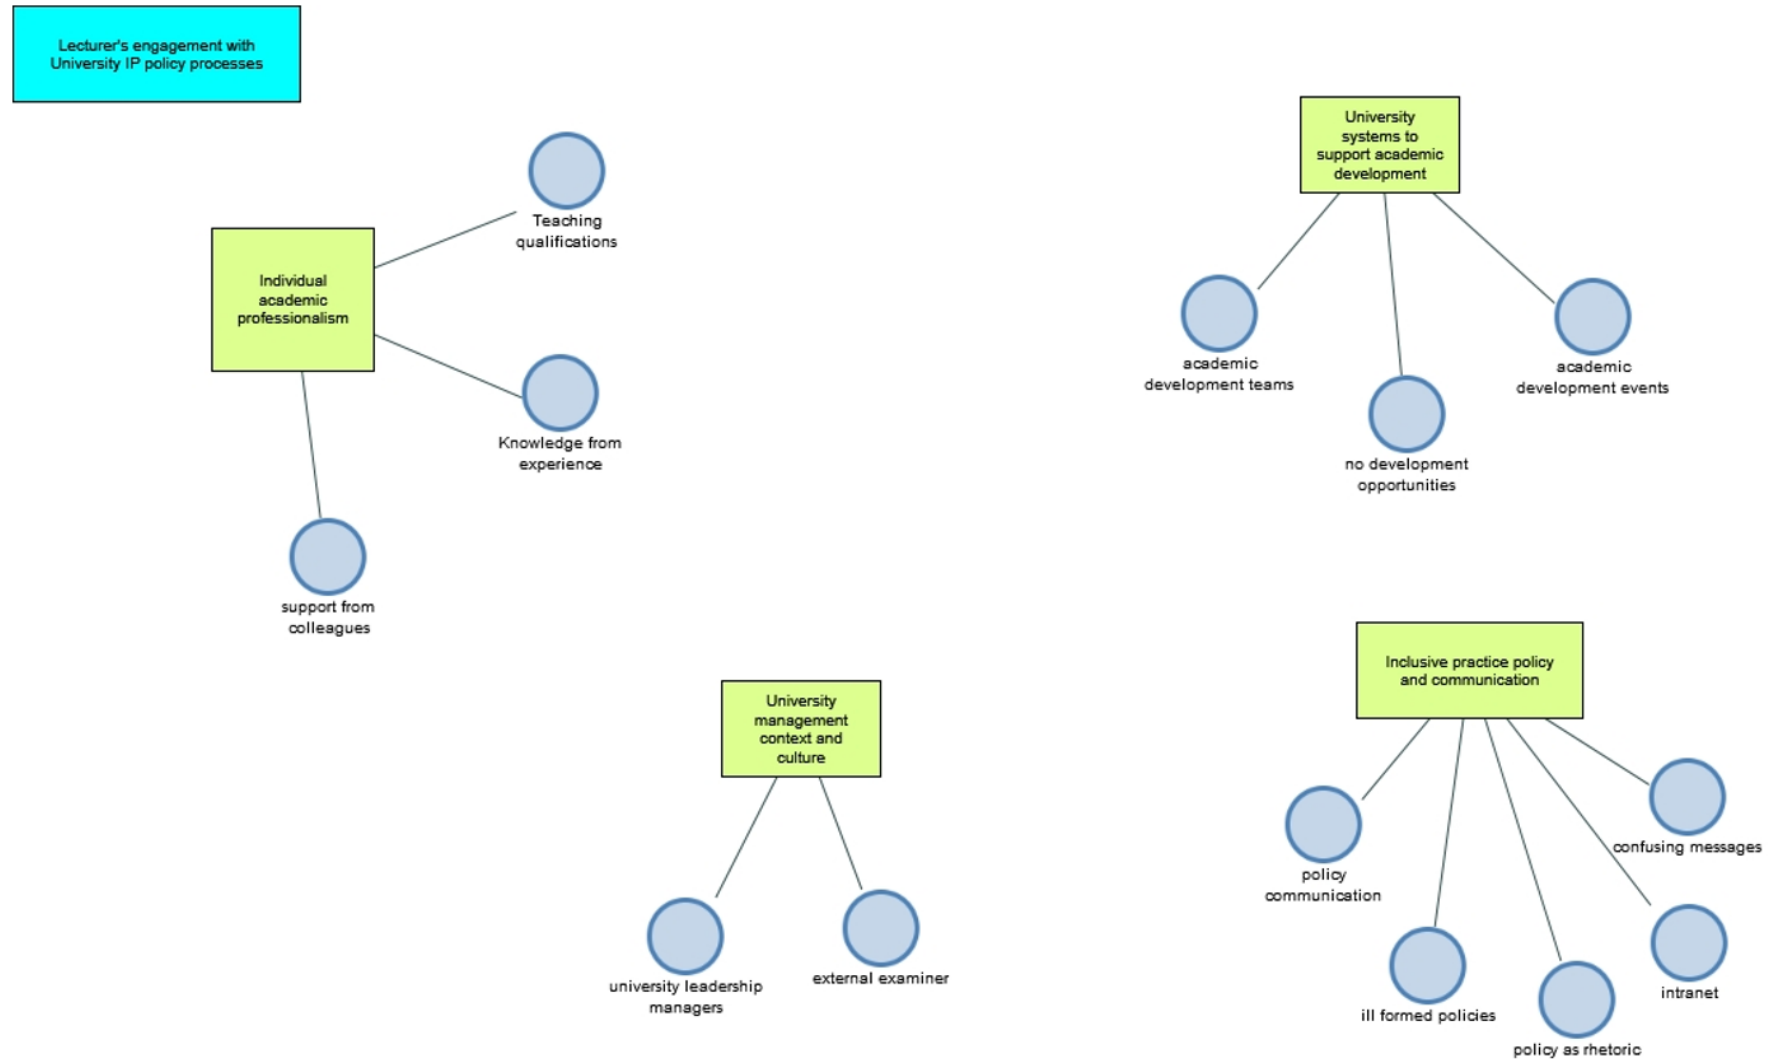 Lecturer's engagement with
University IP policy processes
University
systems to
support academic
development
Teaching
qualifications
Individual
academic
professionalism
academic
development teams
academic
development events
Knowledge from
experience
no development
opportunities
support from
colleagues
Inclusive practice policy
and communication
University
management
context and
culture
confusing messages
policy
communication
university leadership
managers
external examiner
intranet
ill formed policies
policy as rhetoric